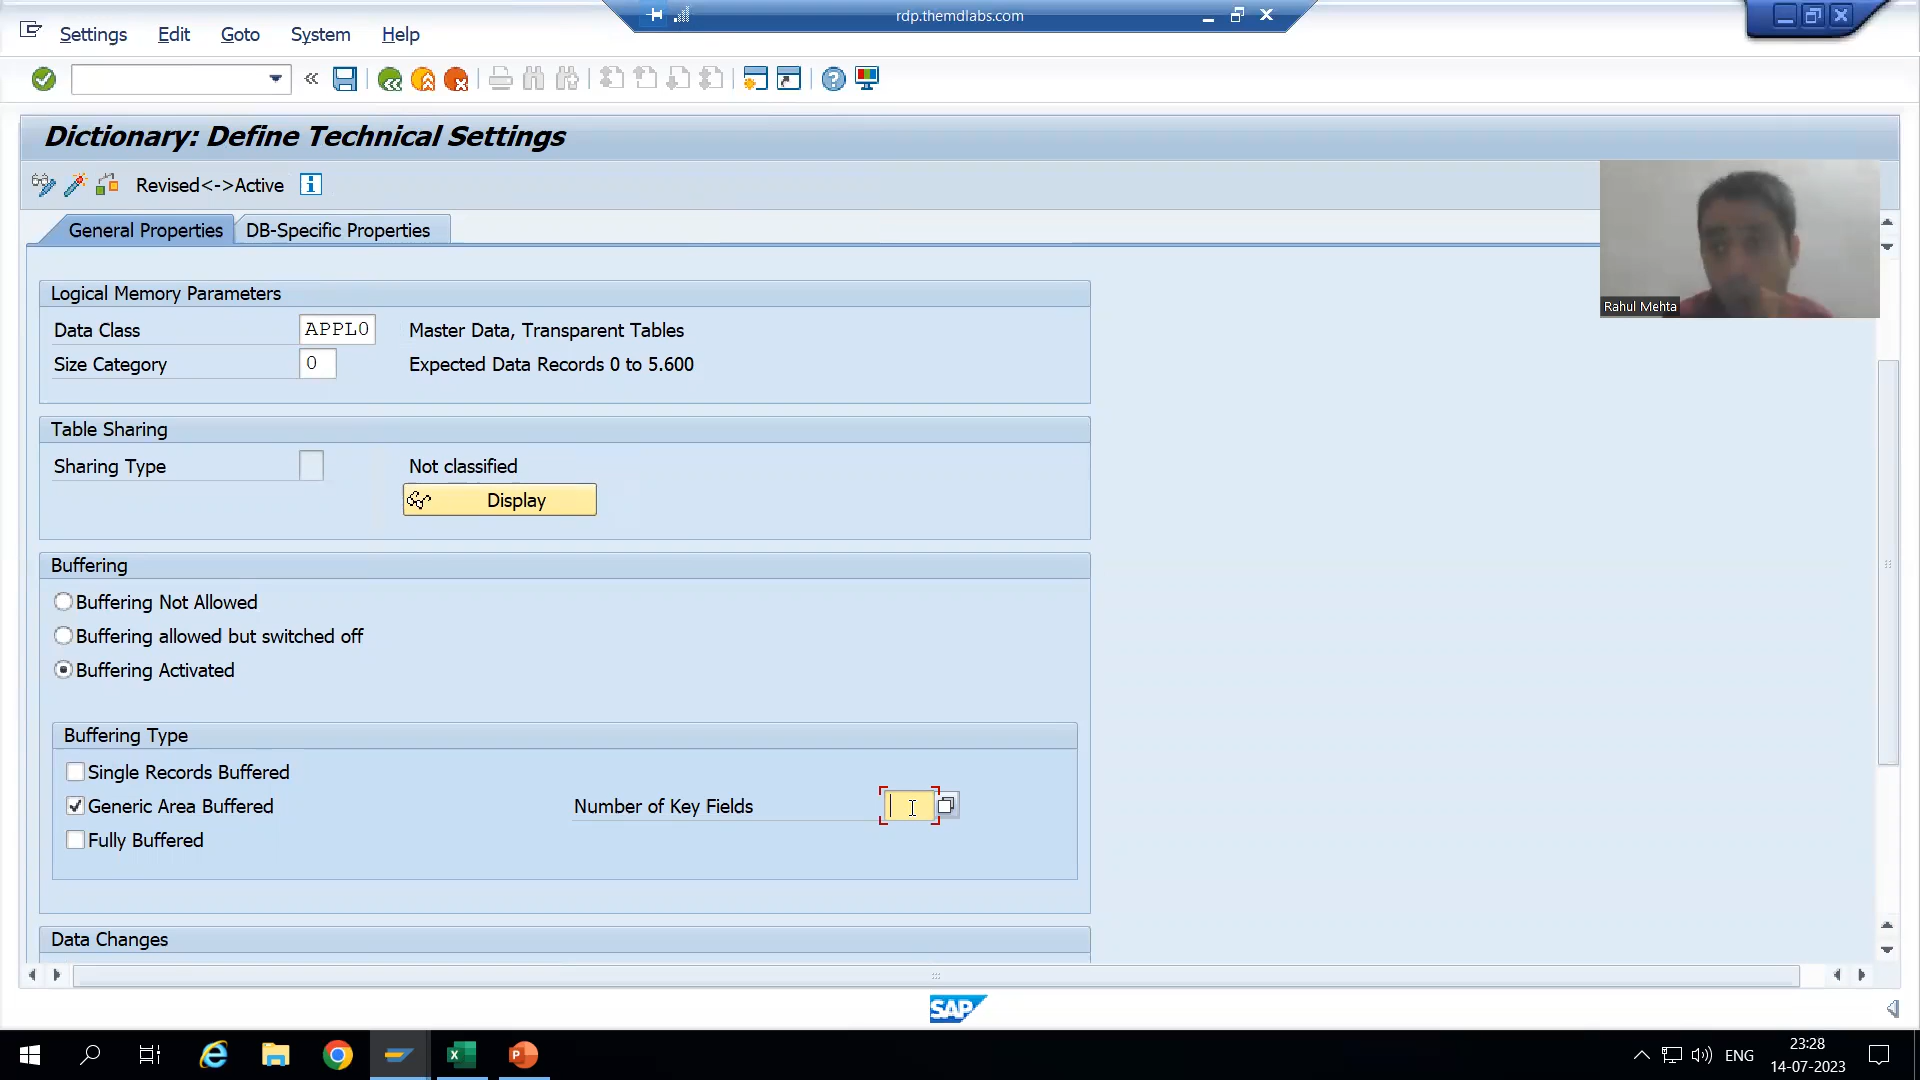 rdp.themdlabs.com
Settings Edit Goto System Help
Dictionary: Define Technical Settings
Revised<->Active
Rahul Mehta
General Properties DB-Specific Properties
Logical Memory Parameters
Data Class APPL0 Master Data, Transparent Tables
Size Category 0 Expected Data Records 0 to 5.600
Table Sharing
Sharing Type Not classified
Display
Buffering
Buffering Not Allowed
Buffering allowed but switched off
Buffering Activated
Buffering Type
Single Records Buffered
Generic Area Buffered Number of Key Fields
Fully Buffered
Data Changes
SAP
ENG 23:28
14-07-2023